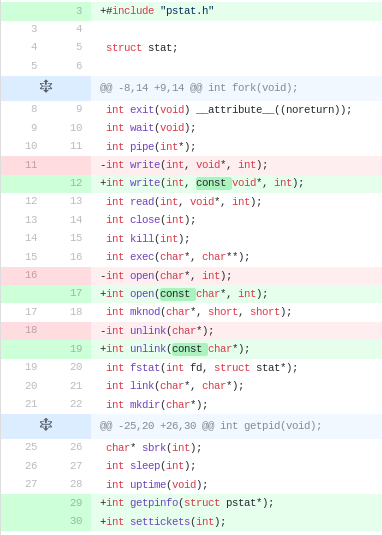 3 +#include "pstat.h"
3 4
4 5 struct stat;
5 6
@@ -8,14 +9,14 @@ int fork(void);
8 9 int exit(void) __attribute__((noreturn));
9 10 int wait(void);
10 11 int pipe(int*);
11 -int write(int, void*, int);
12 +int write(int, const void*, int);
12 13 int read(int, void*, int);
13 14 int close(int);
14 15 int kill(int);
15 16 int exec(char*, char**);
16 -int open(char*, int);
17 +int open(const char*, int);
17 18 int mknod(char*, short, short);
18 -int unlink(char*);
19 +int unlink(const char*);
19 20 int fstat(int fd, struct stat*);
20 21 int link(char*, char*);
21 22 int mkdir(char*);
@@ -25,20 +26,30 @@ int getpid(void);
25 26 char* sbrk(int);
26 27 int sleep(int);
27 28 int uptime(void);
29 +int getpinfo(struct pstat*);
30 +int settickets(int);